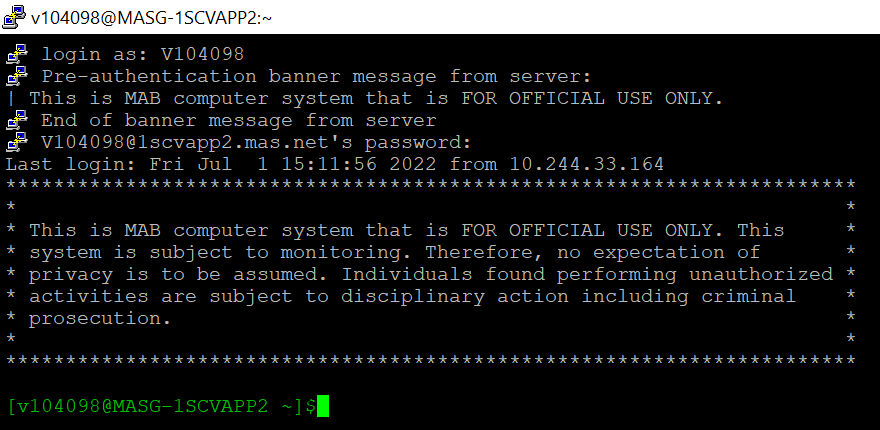 v104098@MASG-1SCVAPP2:~
login as: V104098
Pre-authentication banner message from server:
| This is MAB computer system that is FOR OFFICIAL USE ONLY.
End of banner message from server
V104098@1scvapp2.mas.net's password:
Last login: Fri Jul  1 15:11:56 2022 from 10.244.33.164
***********************************************************************
*                                                                     *
* This is MAB computer system that is FOR OFFICIAL USE ONLY. This     *
* system is subject to monitoring. Therefore, no expectation of       *
* privacy is to be assumed. Individuals found performing unauthorized *
* activities are subject to disciplinary action including criminal    *
* prosecution.                                                        *
*                                                                     *
***********************************************************************
[v104098@MASG-1SCVAPP2 ~]$